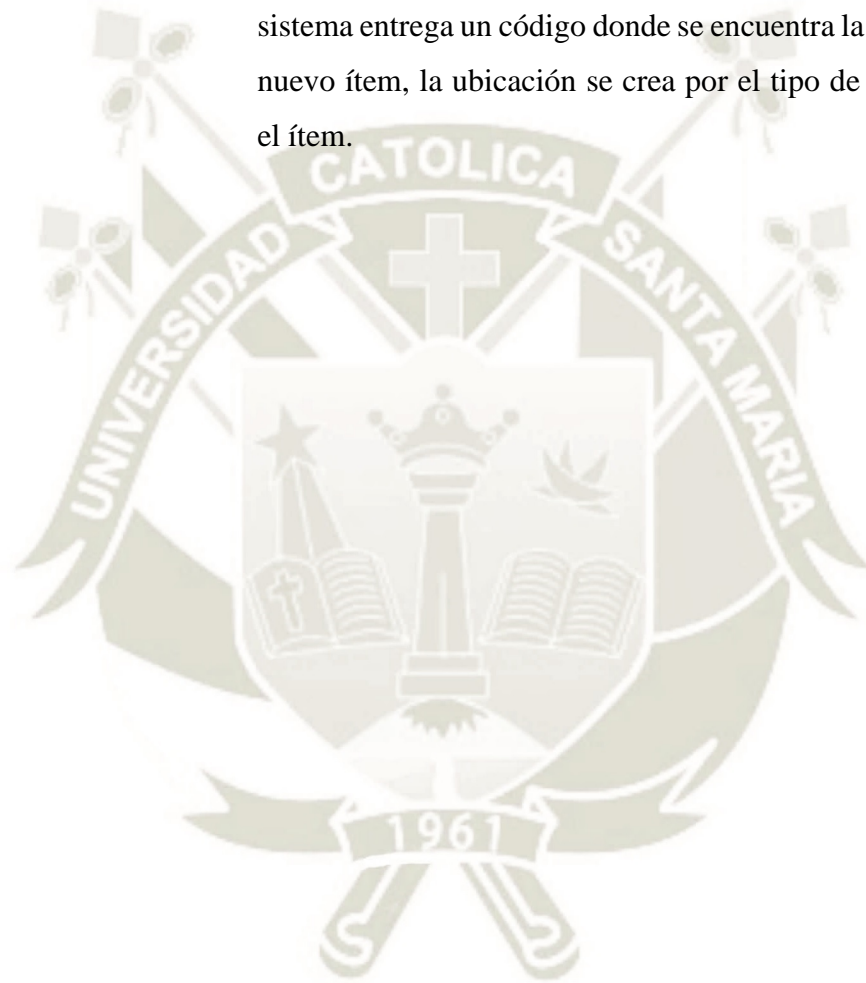 sistema entrega un código donde se encuentra la
nuevo ítem, la ubicación se crea por el tipo de
el ítem.
UNIVERSIDAD CATOLICA SANTA MARIA
1961